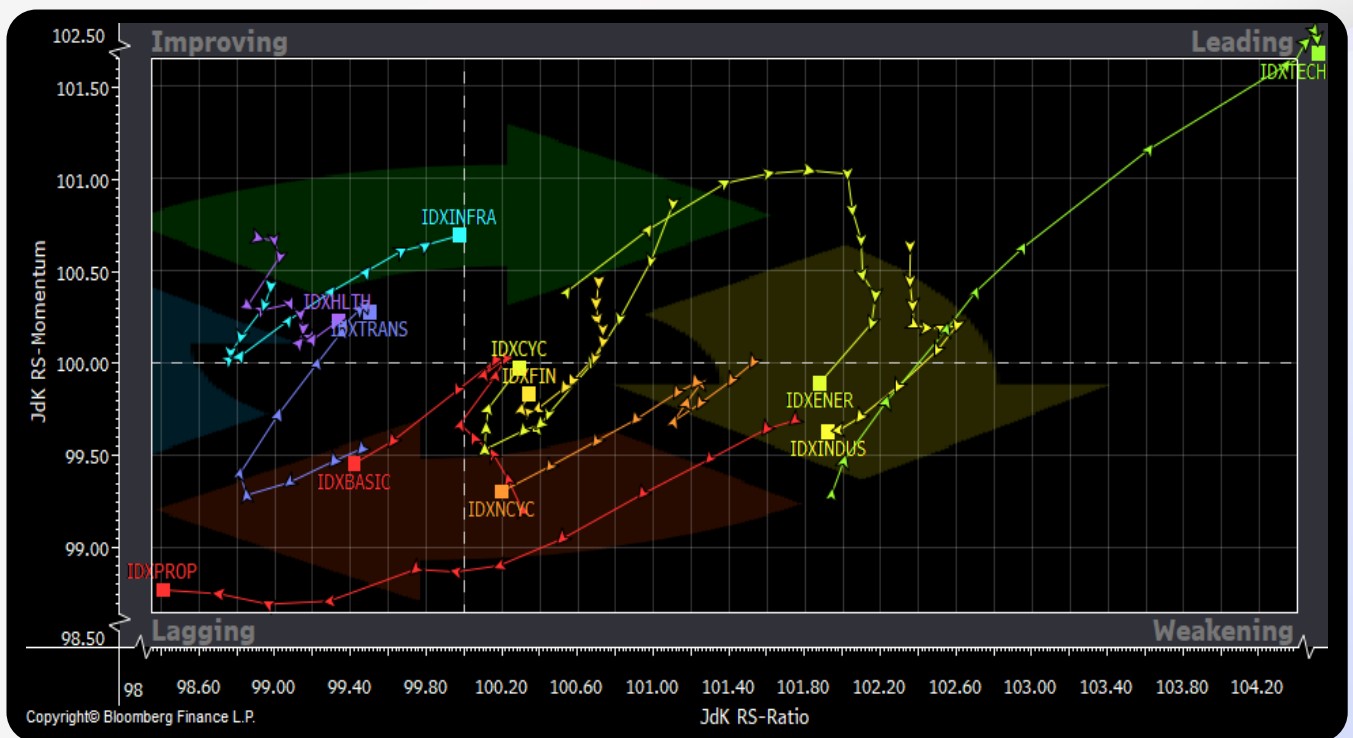 Improving
Leading
102.50
101.50
101.00
100.50
100.00
99.50
99.00
98.50
JdK RS-Momentum
IDXTECH
IDXINFRA
IDXHLTH
IDXTRANS
IDXCYC
IDXFIN
IDXENER
IDXINDUS
IDXBASIC
IDXNCYC
IDXPROP
Lagging
Weakening
98 98.60 99.00 99.40 99.80 100.20 100.60 101.00 101.40 101.80 102.20 102.60 103.00 103.40 103.80 104.20
JdK RS-Ratio
Copyright© Bloomberg Finance L.P.